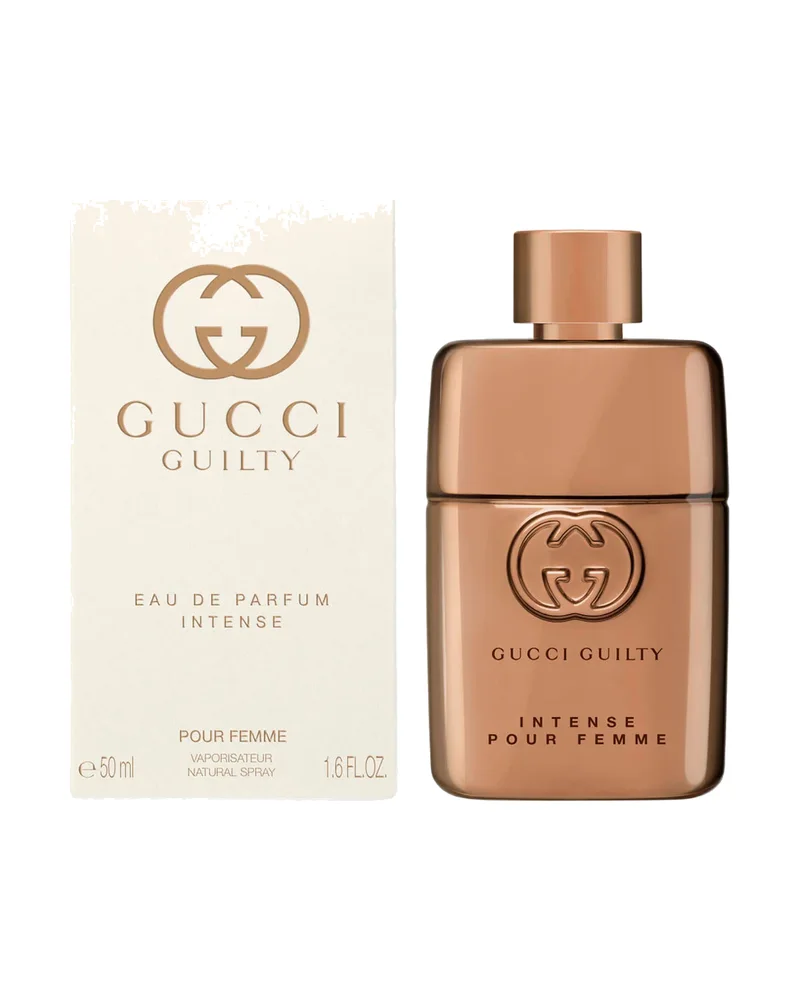 GUCCI
GUILTY
EAU DE PARFUM
INTENSE
POUR FEMME
VAPORISATEUR
NATURAL SPRAY
℮ 50 ml
1.6 FL.OZ.
GUCCI GUILTY
INTENSE
POUR FEMME